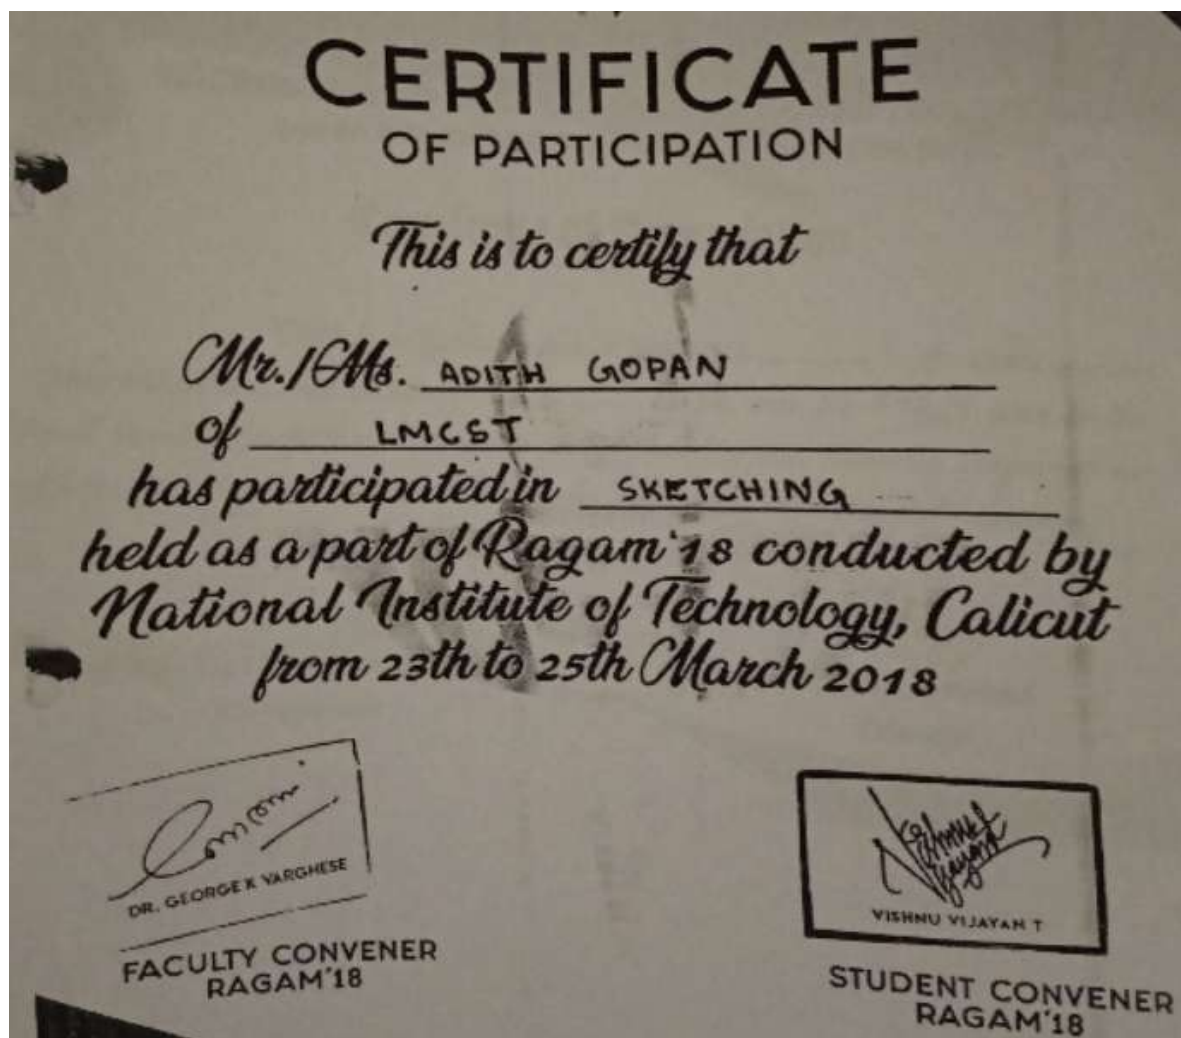 CERTIFICATE
OF PARTICIPATION
This is to certify that
Mr./Ms. ADITH GOPAN
of LMCST
has participated in SKETCHING
held as a part of Ragam'18 conducted by
National Institute of Technology, Calicut
from 23th to 25th March 2018
DR. GEORGE K VARGHESE
FACULTY CONVENER
RAGAM'18
Vishnu
Vijayan
VISHNU VIJAYAN T
STUDENT CONVENER
RAGAM'18